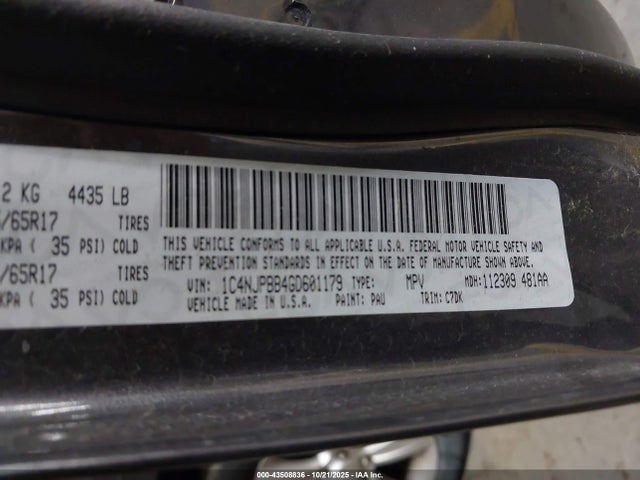 2 KG 4435 LB
/65R17 TIRES
KPA ( 35 PSI) COLD
/65R17 TIRES
KPA ( 35 PSI) COLD
THIS VEHICLE CONFORMS TO ALL APPLICABLE U.S.A. FEDERAL MOTOR VEHICLE SAFETY AND
THEFT PREVENTION STANDARDS IN EFFECT ON THE DATE OF MANUFACTURE SHOWN ABOVE.
VIN: 1C4NJPBB4GD601179 TYPE: MPV MDH: 112309 481AA
VEHICLE MADE IN U.S.A. PAINT: PAU TRIM: C7DK
000-43508836 - 10/21/2025 - IAAI.COM